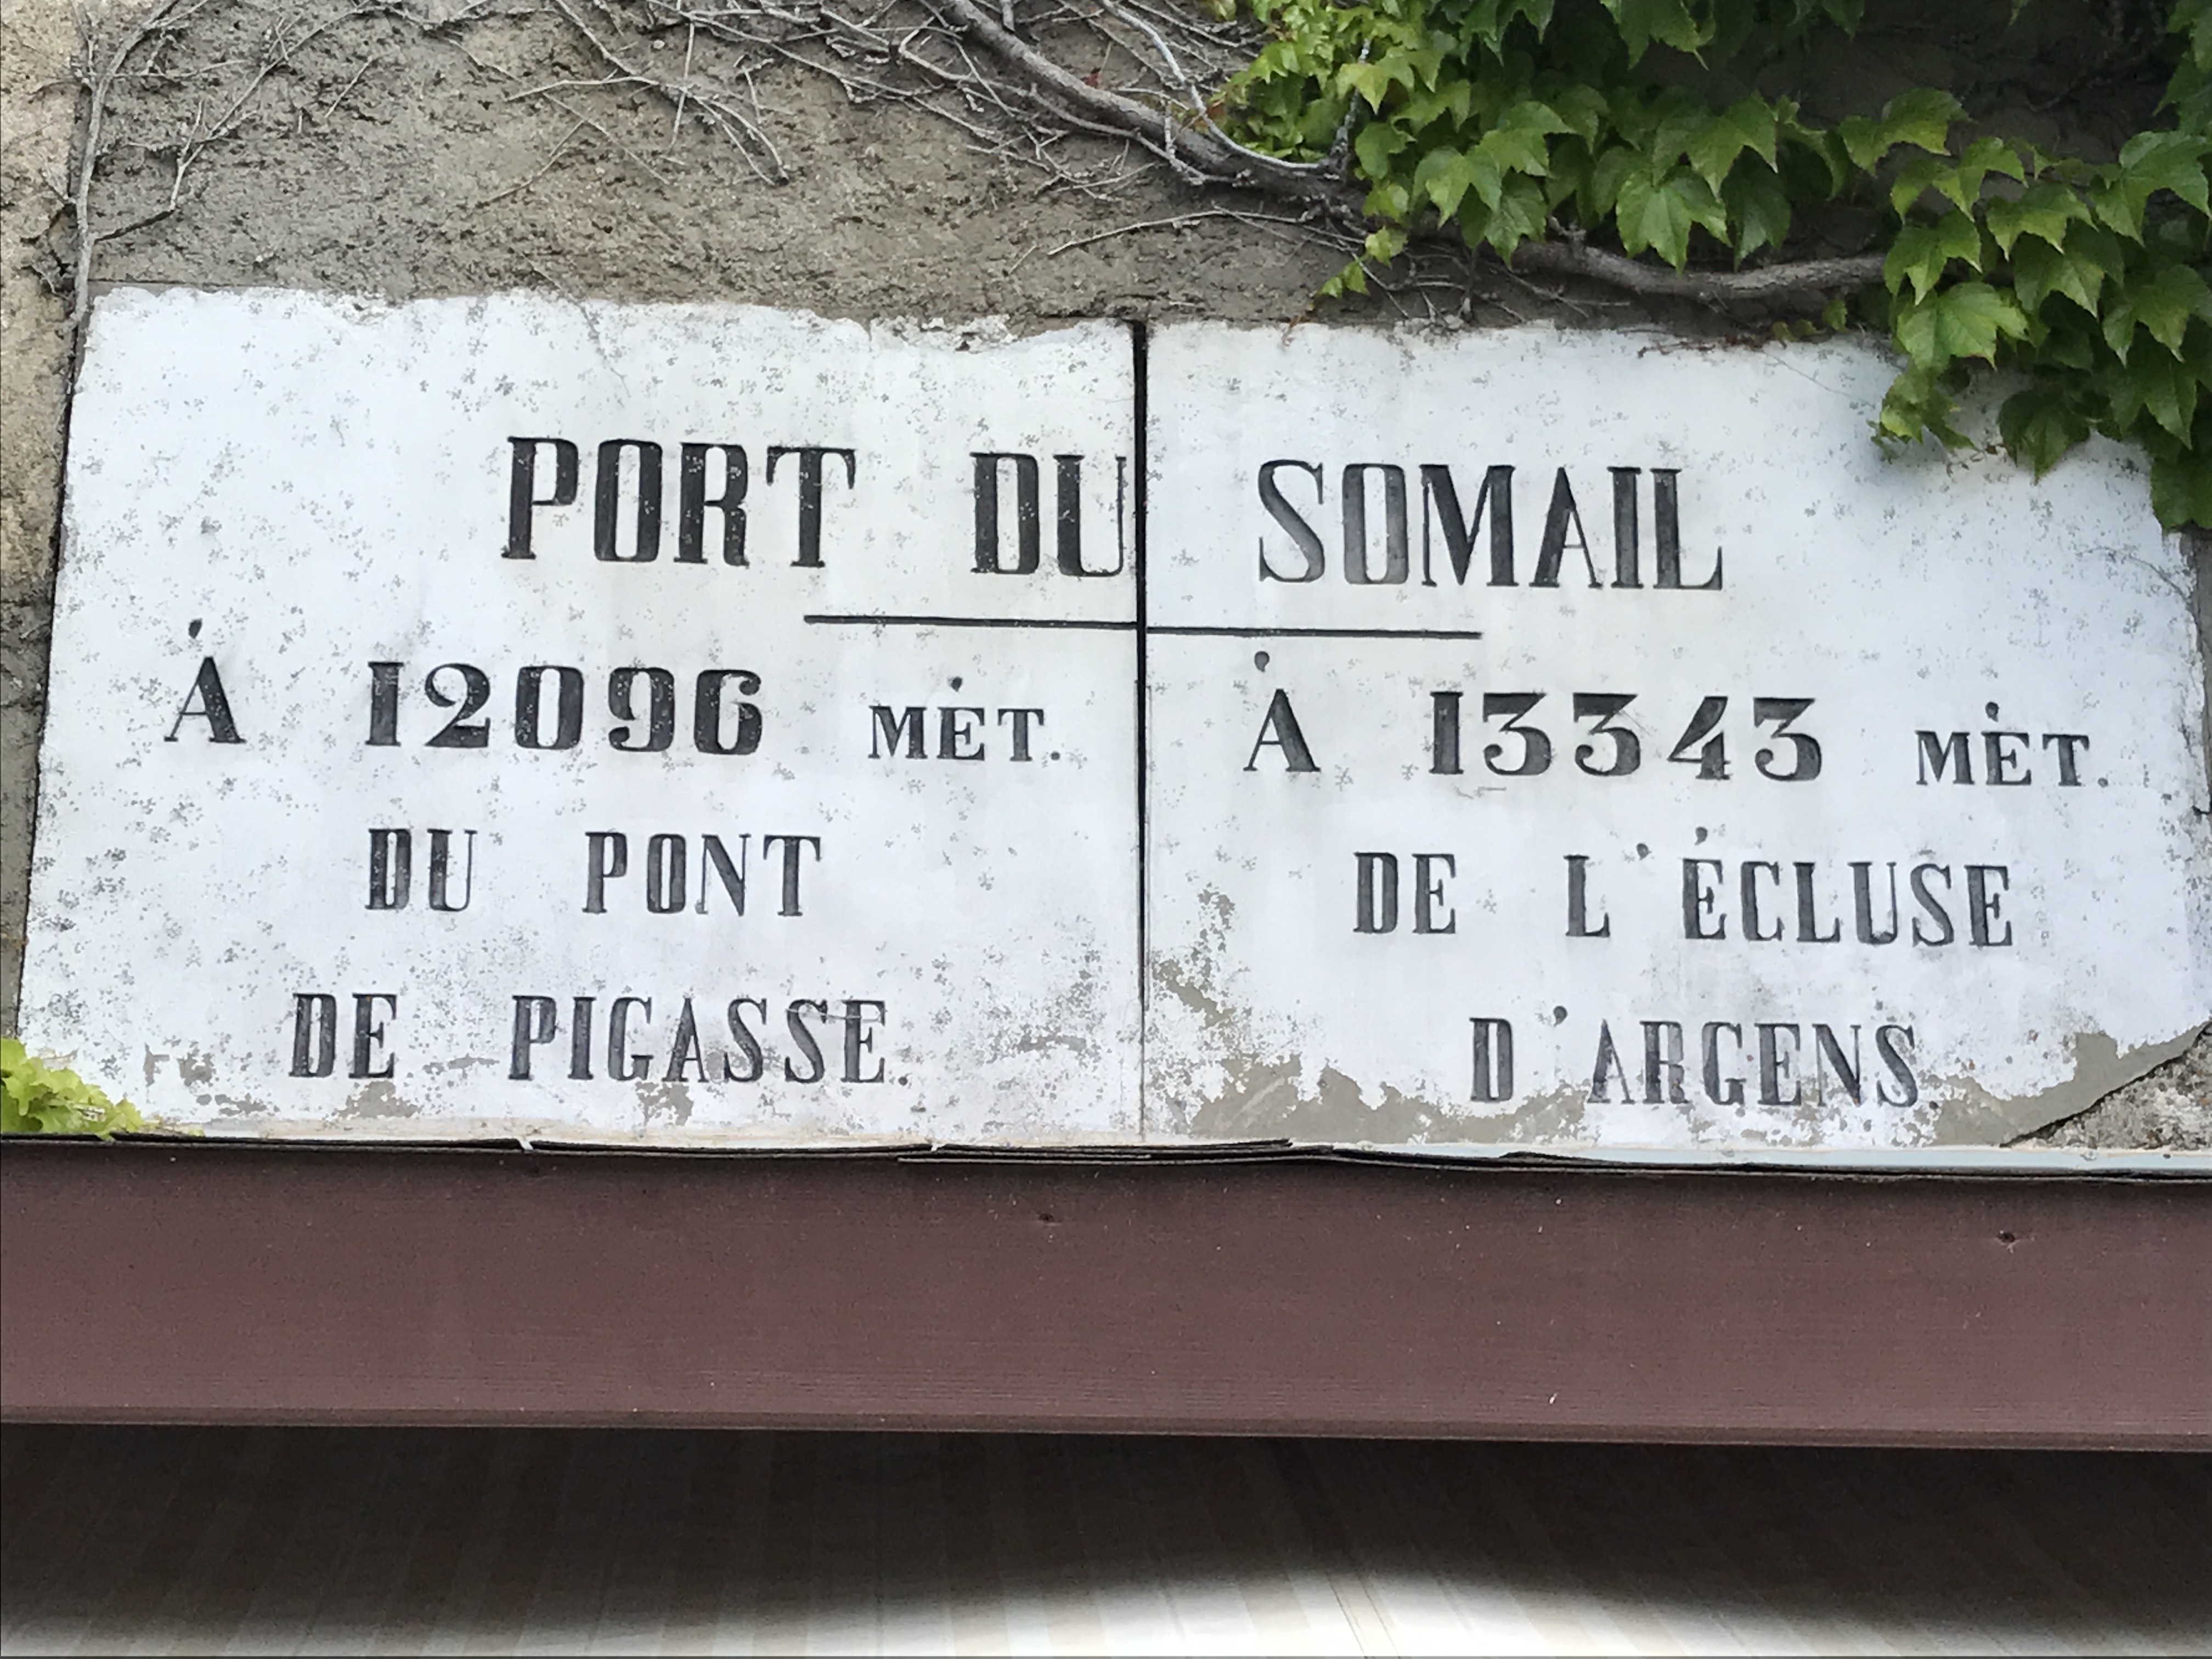 PORT DU SOMAIL
À 12096 MÈT.
DU PONT
DE PIGASSE.
À 13343 MÈT.
DE L'ÉCLUSE
D'ARGENS.